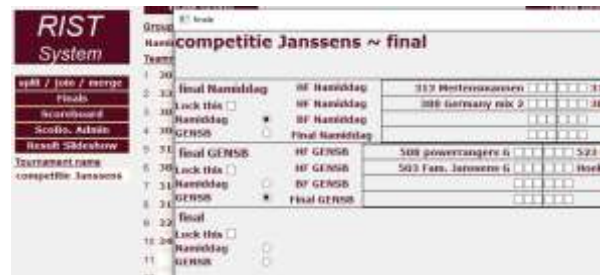 RIST
System
split / join / merge
Finals
Scoreboard
Scollo. Admin
Result Slideshow
Tournament name
competitie Janssens
finals
competitie Janssens ~ final
final Namiddag
Lock this
Namiddag
GENSB
HF Namiddag
HF Namiddag
BF Namiddag
Final Namiddag
313 Mertensmannen
308 Germany mix 2
final GENSB
Lock this
Namiddag
GENSB
HF GENSB
HF GENSB
BF GENSB
Final GENSB
508 powerrangers G
503 Fam. Janssens G
523
final
Lock this
Namiddag
GENSB